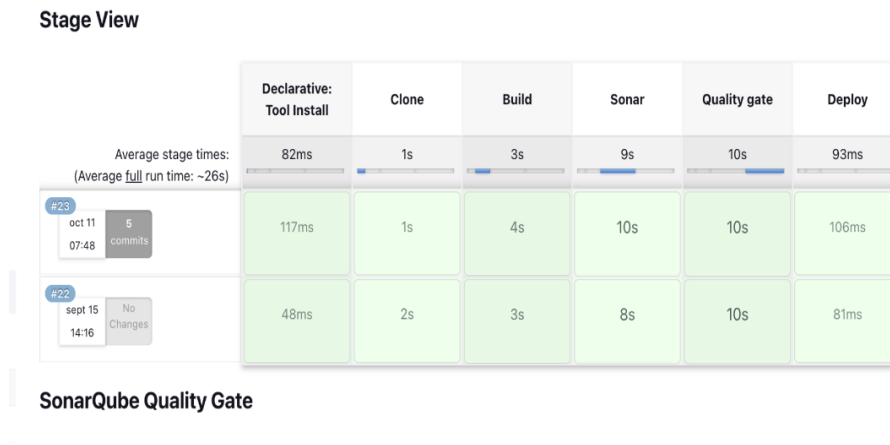 Stage View
Declarative: Tool Install
Clone
Build
Sonar
Quality gate
Deploy
Average stage times:
82ms
1s
3s
9s
10s
93ms
(Average full run time: ~26s)
#23
oct 11
07:48
5
commits
117ms
1s
4s
10s
10s
106ms
#22
sept 15
14:16
No
Changes
48ms
2s
3s
8s
10s
81ms
SonarQube Quality Gate